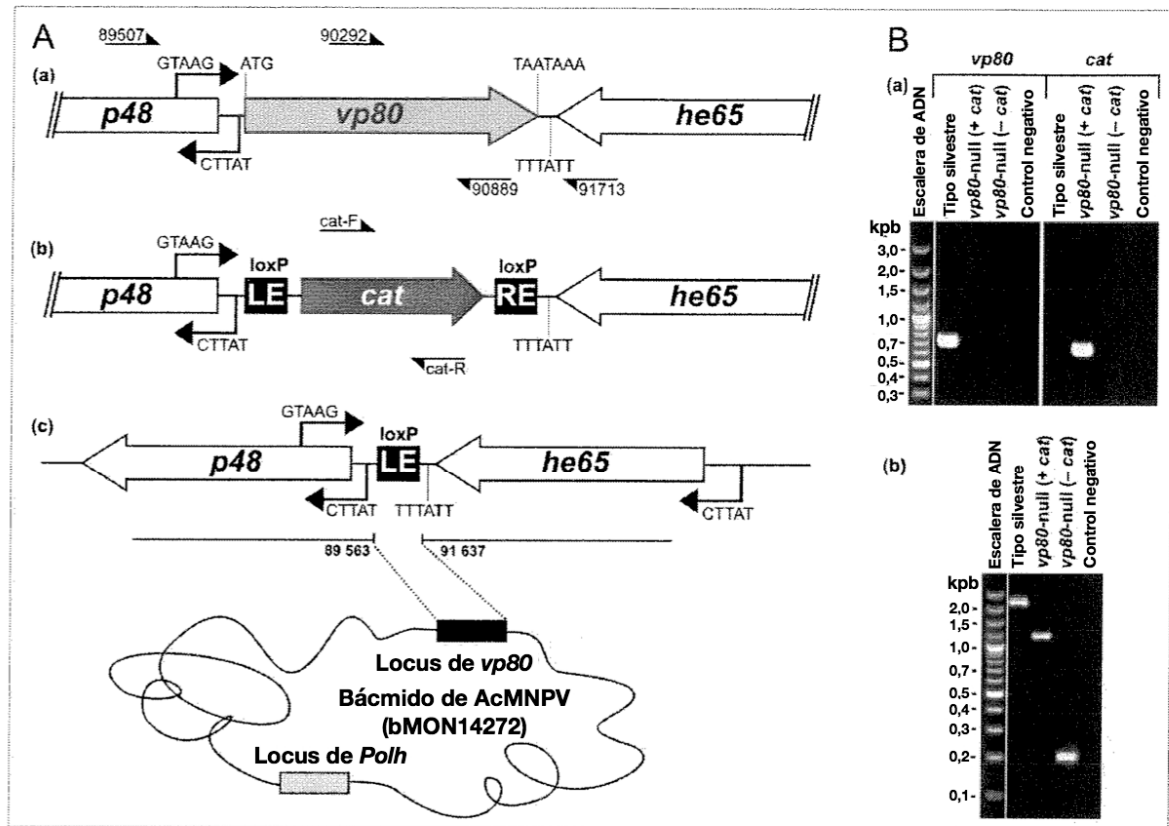 A
89507
90292
GTAAG
ATG
TAATAAA
(a)
p48
vp80
he65
CTTAT
TTTATT
90889
91713
cat-F
(b)
GTAAG
loxP
loxP
p48
LE
cat
RE
he65
CTTAT
TTTATT
cat-R
(c)
GTAAG
loxP
p48
LE
he65
CTTAT
TTTATT
CTTAT
89 563
91 637
Locus de vp80
Bácmido de AcMNPV
(bMON14272)
Locus de Polh
B
(a)
vp80
cat
Escalera de ADN
Tipo silvestre
vp80-null (+ cat)
vp80-null (– cat)
Control negativo
Tipo silvestre
vp80-null (+ cat)
vp80-null (– cat)
Control negativo
kpb
3,0-
2,0-
1,5-
1,0-
0,7-
0,5-
0,4-
0,3-
(b)
Escalera de ADN
Tipo silvestre
vp80-null (+ cat)
vp80-null (– cat)
Control negativo
kpb
2,0-
1,5-
1,0-
0,7-
0,5-
0,4-
0,3-
0,2-
0,1-